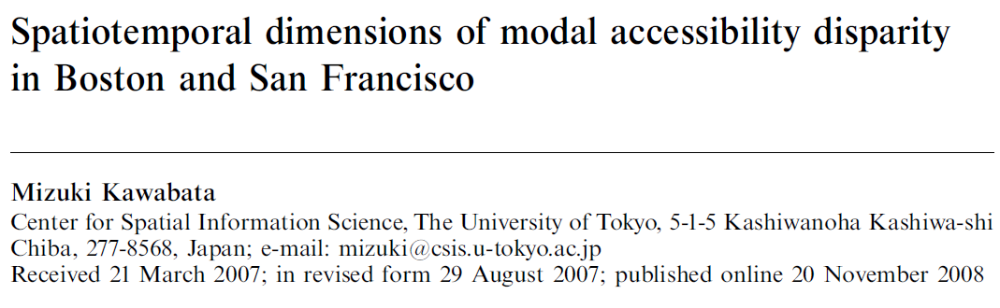 Spatiotemporal dimensions of modal accessibility disparity
in Boston and San Francisco
Mizuki Kawabata
Center for Spatial Information Science, The University of Tokyo, 5-1-5 Kashiwanoha Kashiwa-shi
Chiba, 277-8568, Japan; e-mail: mizuki@csis.u-tokyo.ac.jp
Received 21 March 2007; in revised form 29 August 2007; published online 20 November 2008